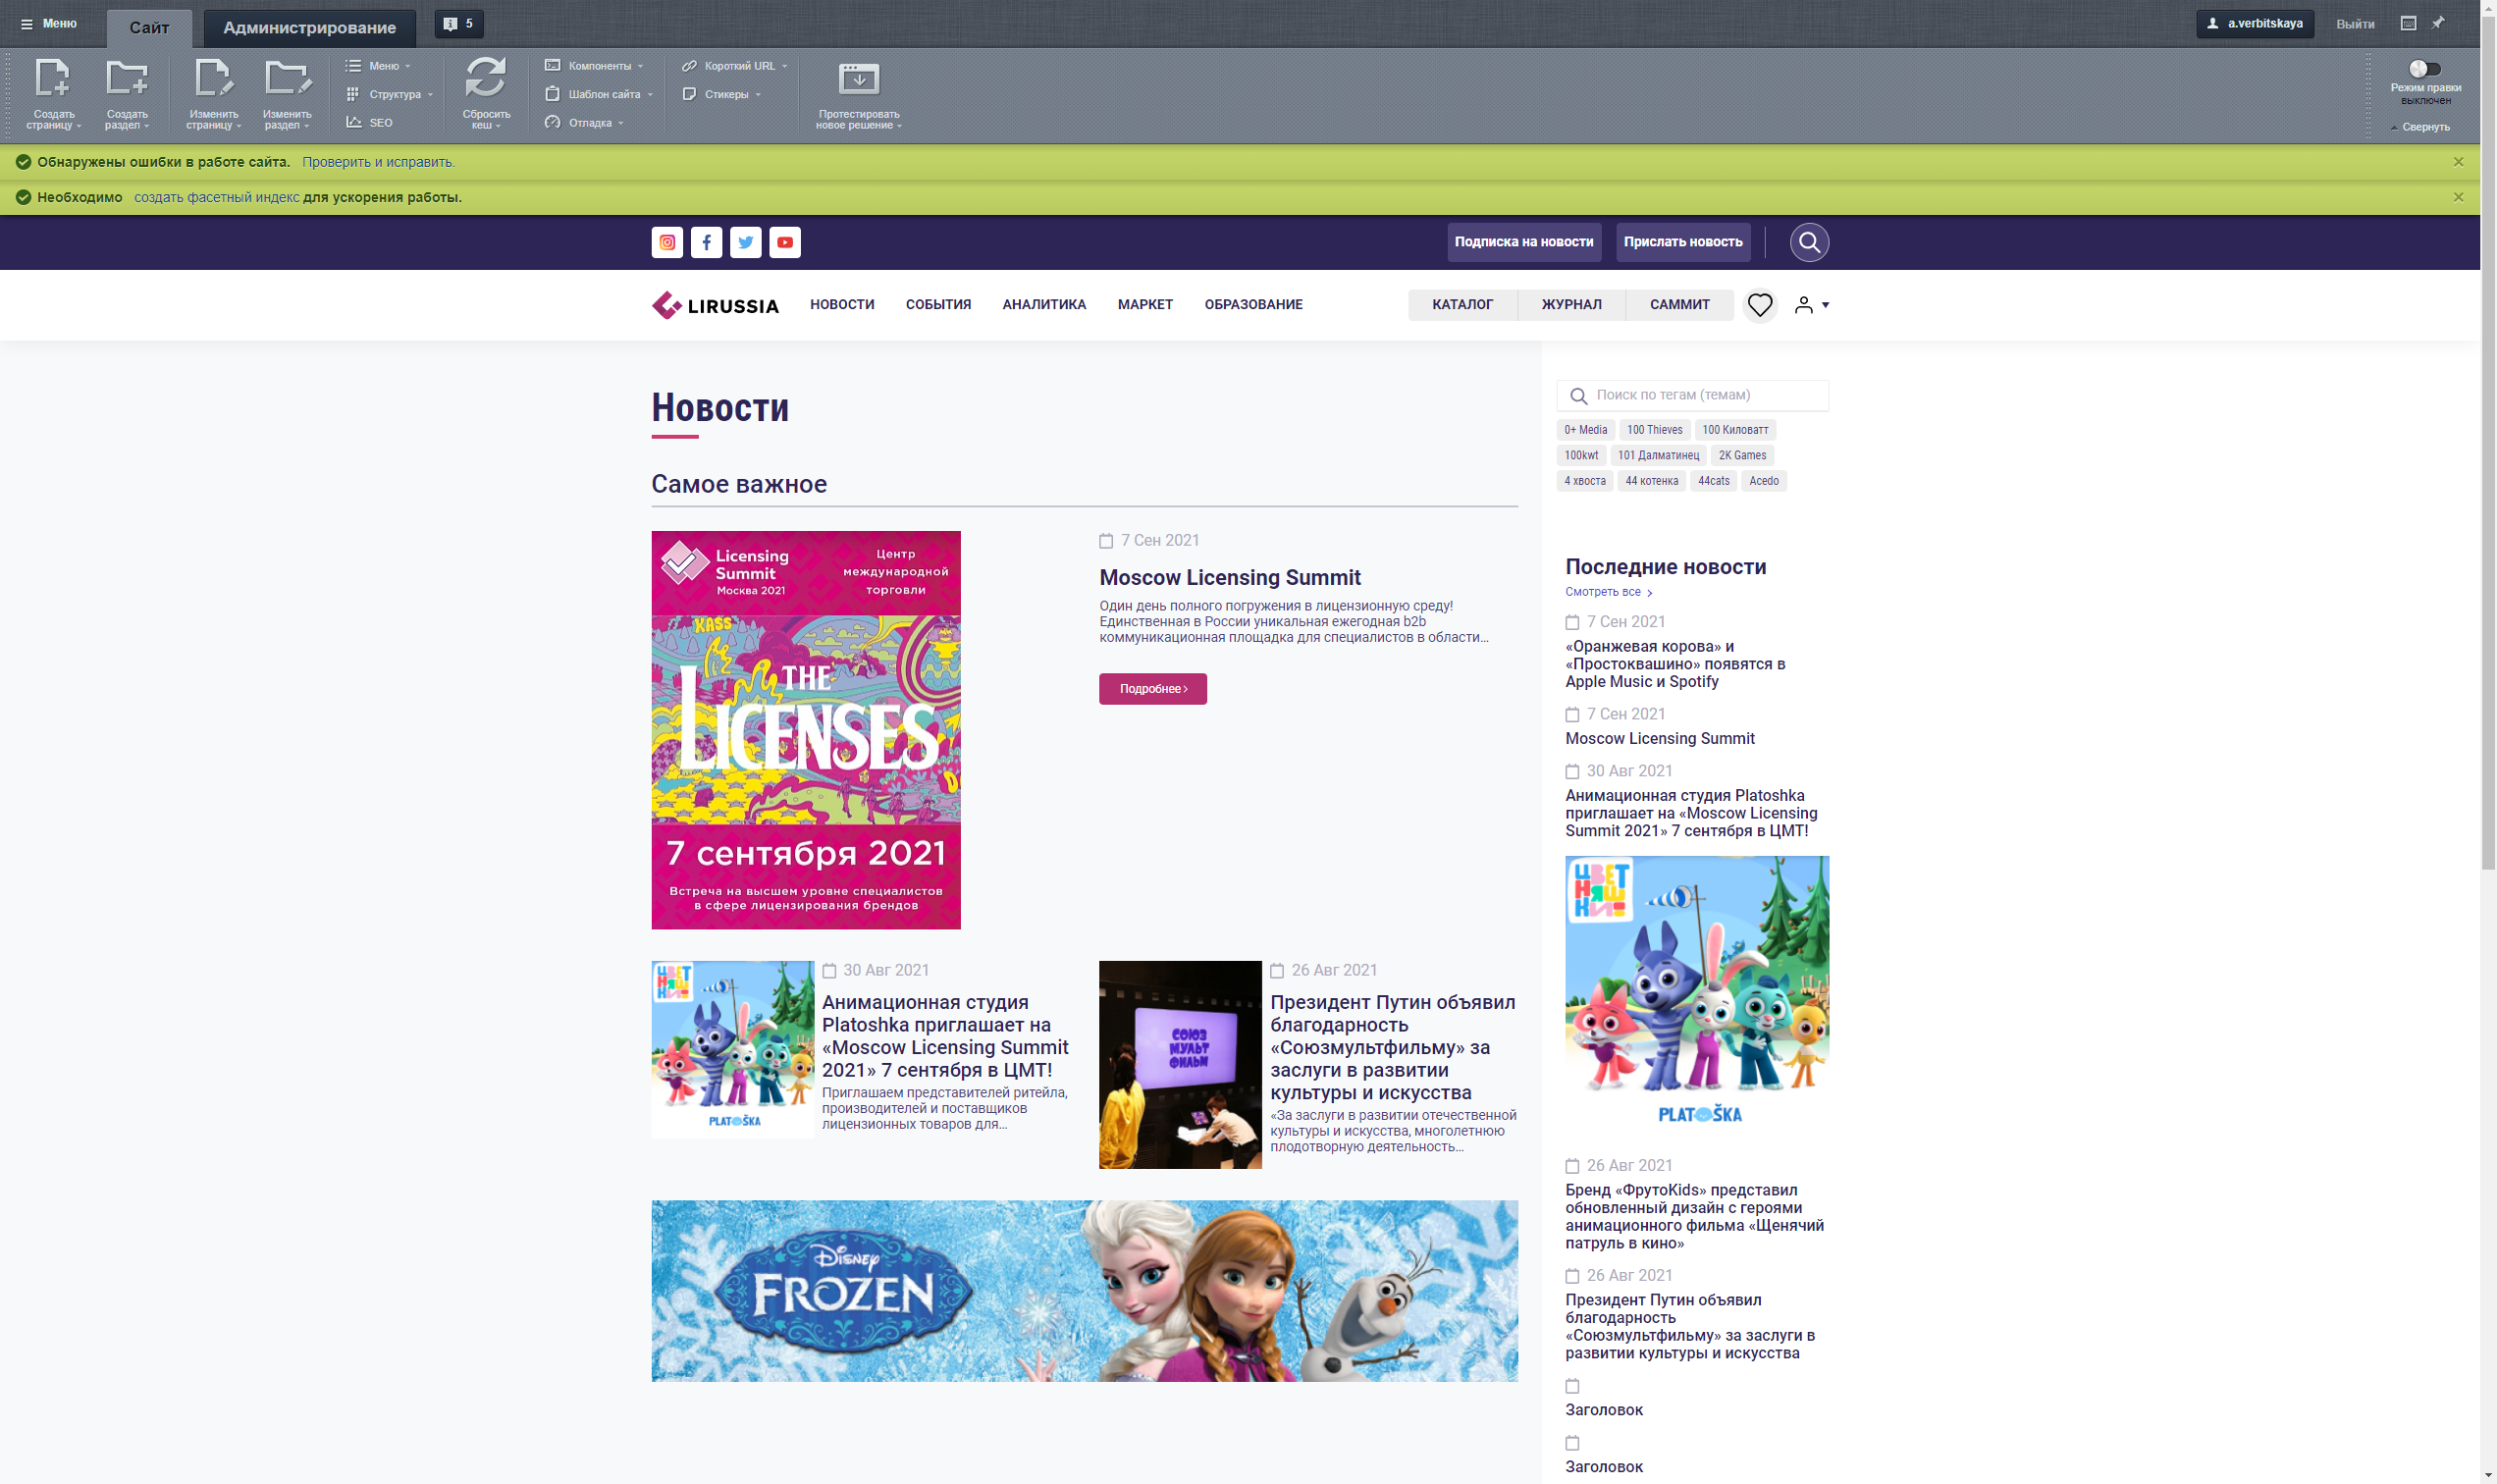 Меню
Сайт
Администрирование
5
a.verbitskaya
Выйти
Создать
страницу
Создать
раздел
Изменить
страницу
Изменить
раздел
Меню
Структура
SEO
Сбросить
кеш
Компоненты
Шаблон сайта
Отладка
Короткий URL
Стикеры
Протестировать
новое решение
Режим правки
выключен
Свернуть
Обнаружены ошибки в работе сайта. Проверить и исправить.
Необходимо создать фасетный индекс для ускорения работы.
Подписка на новости
Прислать новость
LIRUSSIA
НОВОСТИ
СОБЫТИЯ
АНАЛИТИКА
МАРКЕТ
ОБРАЗОВАНИЕ
КАТАЛОГ
ЖУРНАЛ
САММИТ
Новости
Самое важное
Licensing
Summit
Москва 2021
Центр
международной
торговли
XASS
THE
LICENSES
7 сентября 2021
Встреча на высшем уровне специалистов
в сфере лицензирования брендов
7 Сен 2021
Moscow Licensing Summit
Один день полного погружения в лицензионную среду!
Единственная в России уникальная ежегодная b2b
коммуникационная площадка для специалистов в области...
Подробнее
ЦВЕТ
НЯШ
КИ
PLATOŠKA
30 Авг 2021
Анимационная студия
Platoshka приглашает на
«Moscow Licensing Summit
2021» 7 сентября в ЦМТ!
Приглашаем представителей ритейла,
производителей и поставщиков
лицензионных товаров для...
СОЮЗ
МУЛЬТ
ФИЛЬМ
26 Авг 2021
Президент Путин объявил
благодарность
«Союзмультфильму» за
заслуги в развитии
культуры и искусства
«За заслуги в развитии отечественной
культуры и искусства, многолетнюю
плодотворную деятельность...
Disney
FROZEN
Поиск по тегам (темам)
0+ Media
100 Thieves
100 Киловатт
100kwt
101 Далматинец
2K Games
4 хвоста
44 котенка
44cats
Acedo
Последние новости
Смотреть все
7 Сен 2021
«Оранжевая корова» и
«Простоквашино» появятся в
Apple Music и Spotify
7 Сен 2021
Moscow Licensing Summit
30 Авг 2021
Анимационная студия Platoshka
приглашает на «Moscow Licensing
Summit 2021» 7 сентября в ЦМТ!
ЦВЕТ
НЯШ
КИ
PLATOŠKA
26 Авг 2021
Бренд «ФрутоKids» представил
обновленный дизайн с героями
анимационного фильма «Щенячий
патруль в кино»
26 Авг 2021
Президент Путин объявил
благодарность
«Союзмультфильму» за заслуги в
развитии культуры и искусства
Заголовок
Заголовок